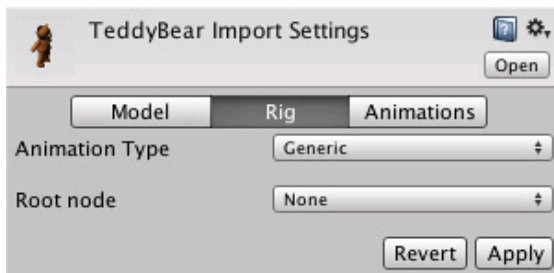 TeddyBear Import Settings
Open
Model Rig Animations
Animation Type Generic
Root node None
Revert Apply